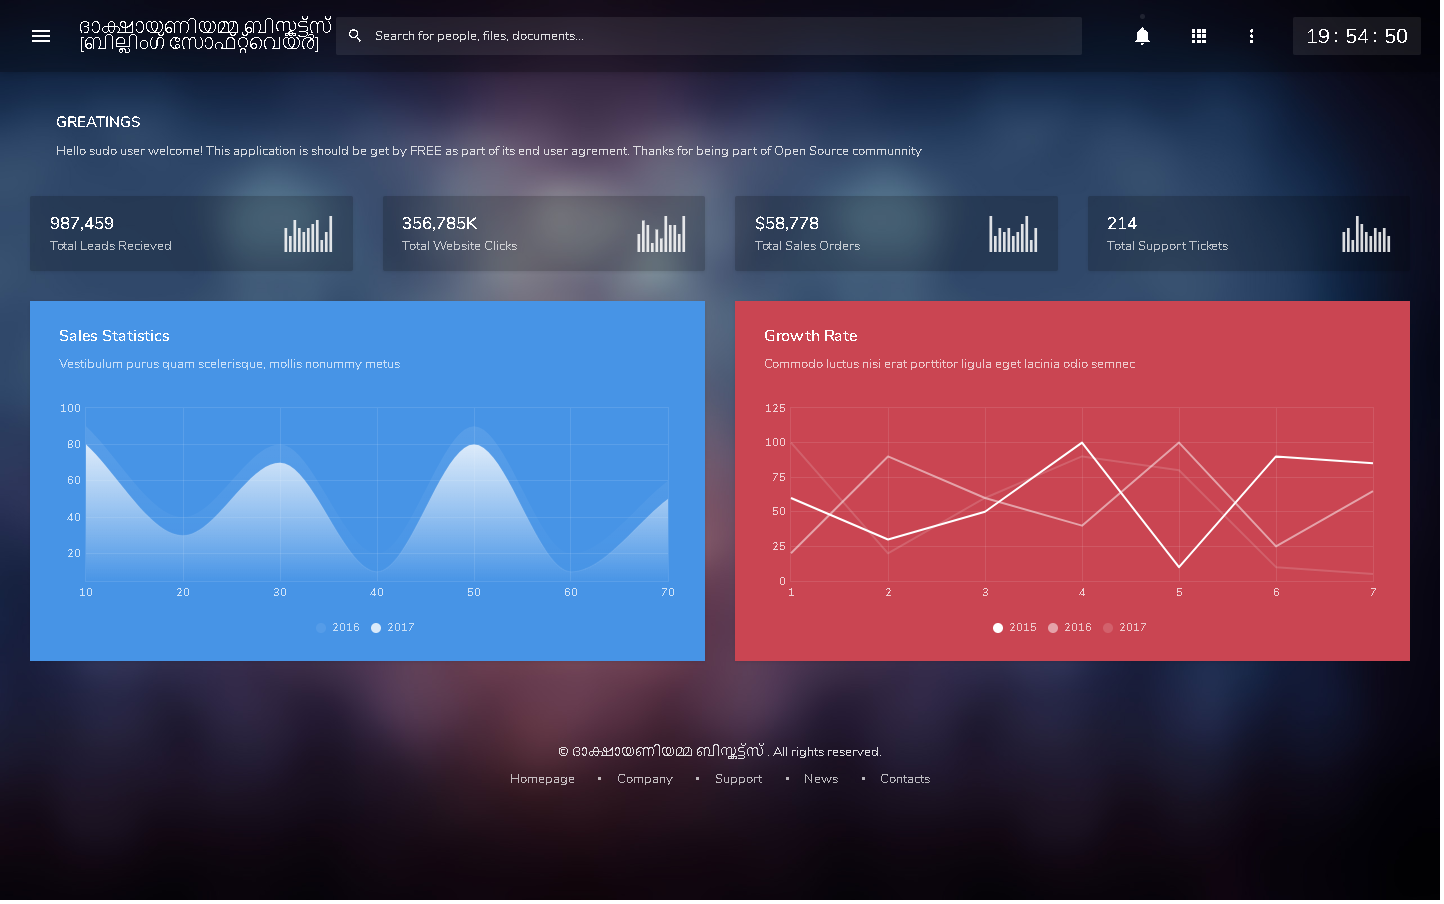 ദാക്ഷായണിയമ്മ ബിസ്കട്ട്സ്
[ബില്ലിംഗ് സോഫ്റ്റ്‌വെയര്‍]
Search for people, files, documents...
19 : 54 : 50
GREATINGS
Hello sudo user welcome! This application is should be get by FREE as part of its end user agrement. Thanks for being part of Open Source communnity
987,459
Total Leads Recieved
356,785K
Total Website Clicks
$58,778
Total Sales Orders
214
Total Support Tickets
Sales Statistics
Vestibulum purus quam scelerisque, mollis nonummy metus
100
80
60
40
20
10 20 30 40 50 60 70
2016 2017
Growth Rate
Commodo luctus nisi erat porttitor ligula eget lacinia odio semnec
125
100
75
50
25
0
1 2 3 4 5 6 7
2015 2016 2017
© ദാക്ഷായണിയമ്മ ബിസ്കട്ട്സ് . All rights reserved.
Homepage • Company • Support • News • Contacts